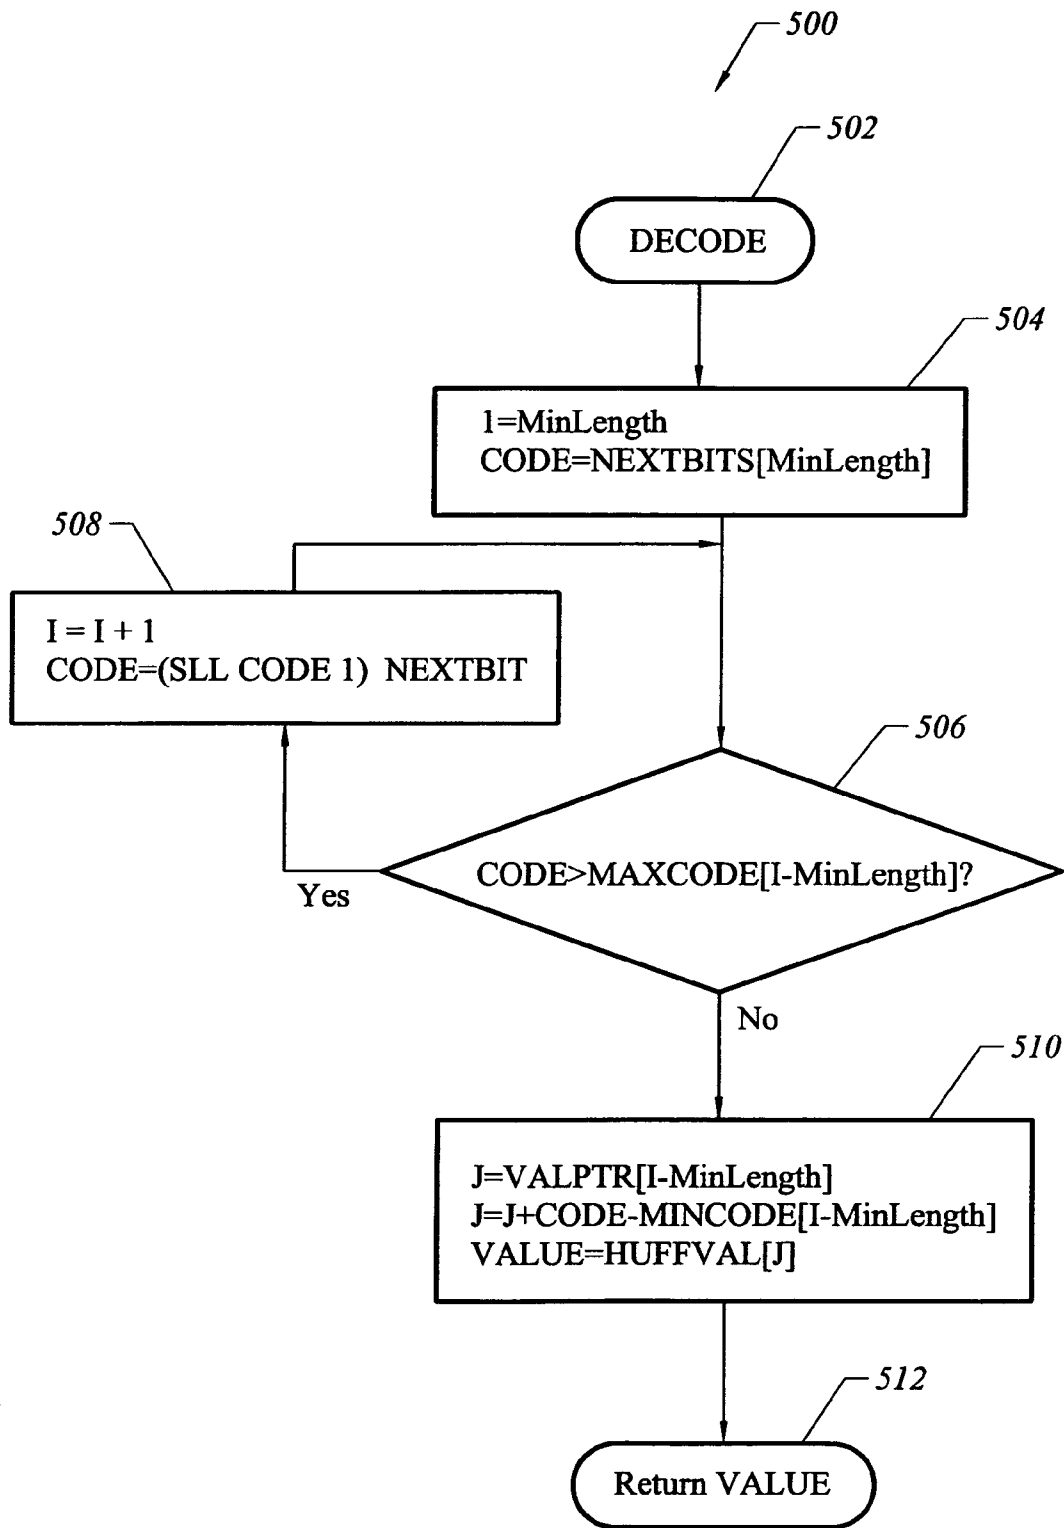 500
502
DECODE
504
1=MinLength
CODE=NEXTBITS[MinLength]
508
I = I + 1
CODE=(SLL CODE 1) NEXTBIT
506
CODE>MAXCODE[I-MinLength]?
Yes
No
510
J=VALPTR[I-MinLength]
J=J+CODE-MINCODE[I-MinLength]
VALUE=HUFFVAL[J]
512
Return VALUE